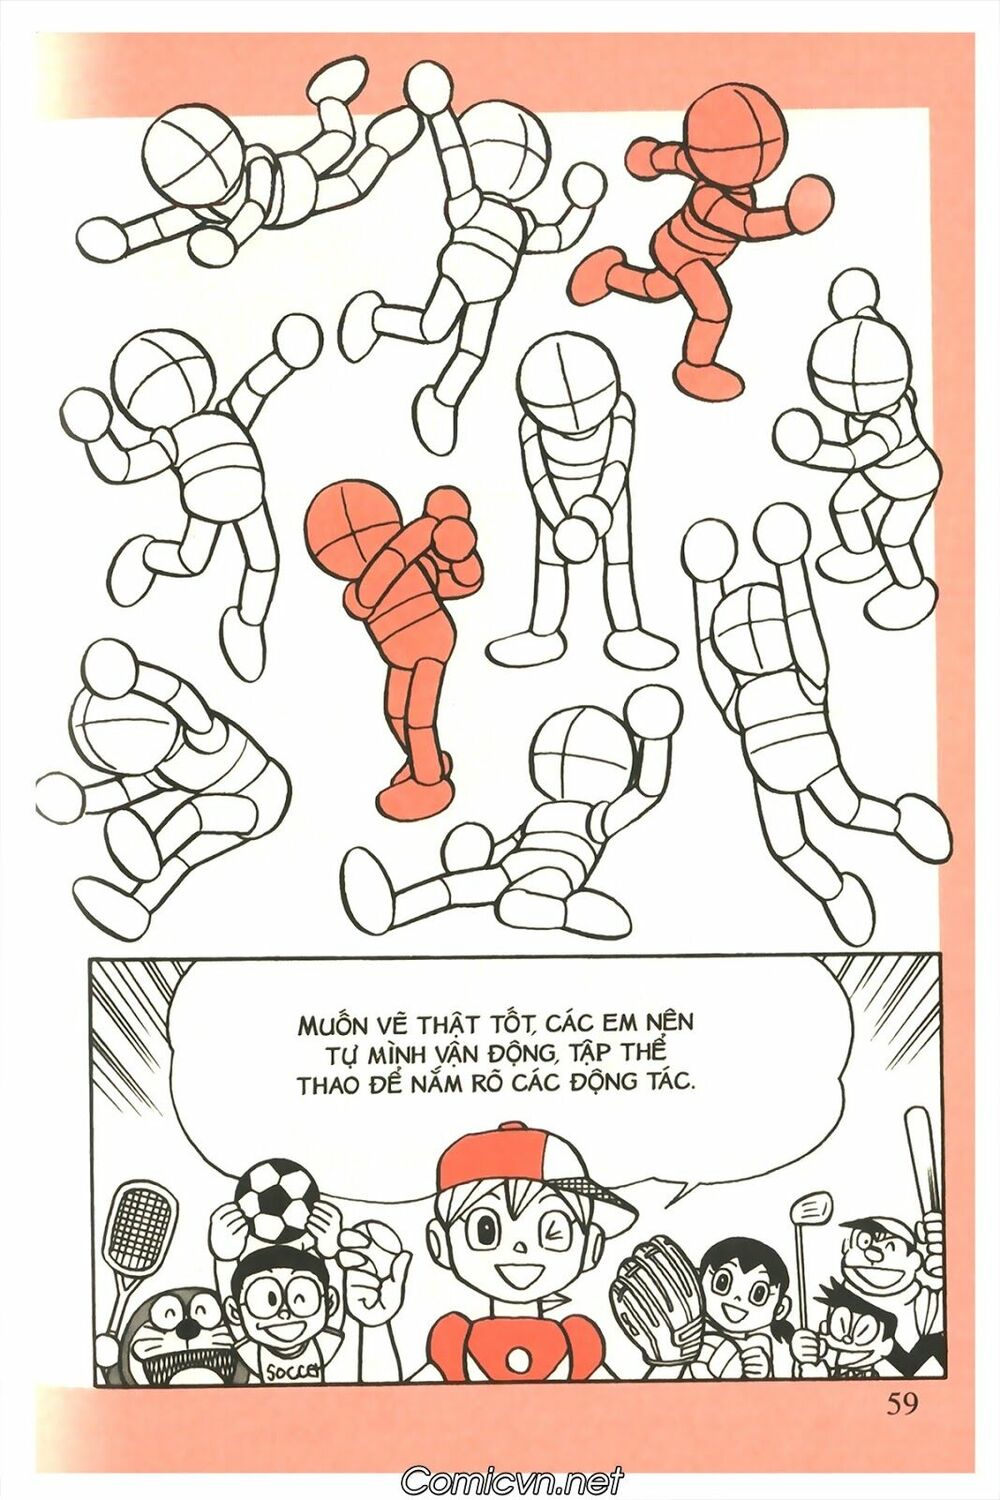 MUỐN VẼ THẬT TỐT, CÁC EM NÊN
TỰ MÌNH VẬN ĐỘNG, TẬP THỂ
THAO ĐỂ NẮM RÕ CÁC ĐỘNG TÁC.
SOCCER
59
Comicvn.net